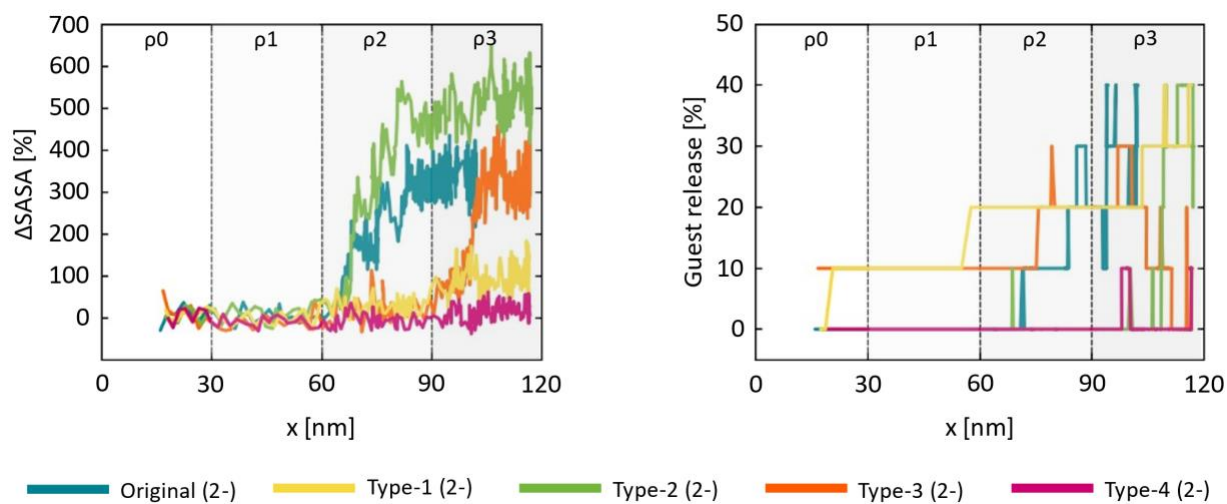 700
600
500
400
300
200
100
0
ΔSASA [%]
ρ0 ρ1 ρ2 ρ3
0 30 60 90 120
x [nm]
50
40
30
20
10
0
Guest release [%]
ρ0 ρ1 ρ2 ρ3
0 30 60 90 120
x [nm]
Original (2-) Type-1 (2-) Type-2 (2-) Type-3 (2-) Type-4 (2-)